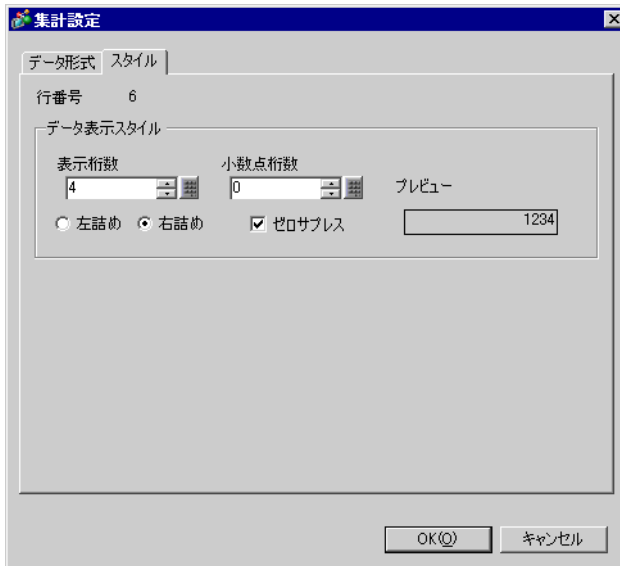 集計設定
データ形式 スタイル
行番号 6
データ表示スタイル
表示桁数 小数点桁数
4 0 プレビュー
左詰め 右詰め ゼロサプレス 1234
OK(O) キャンセル